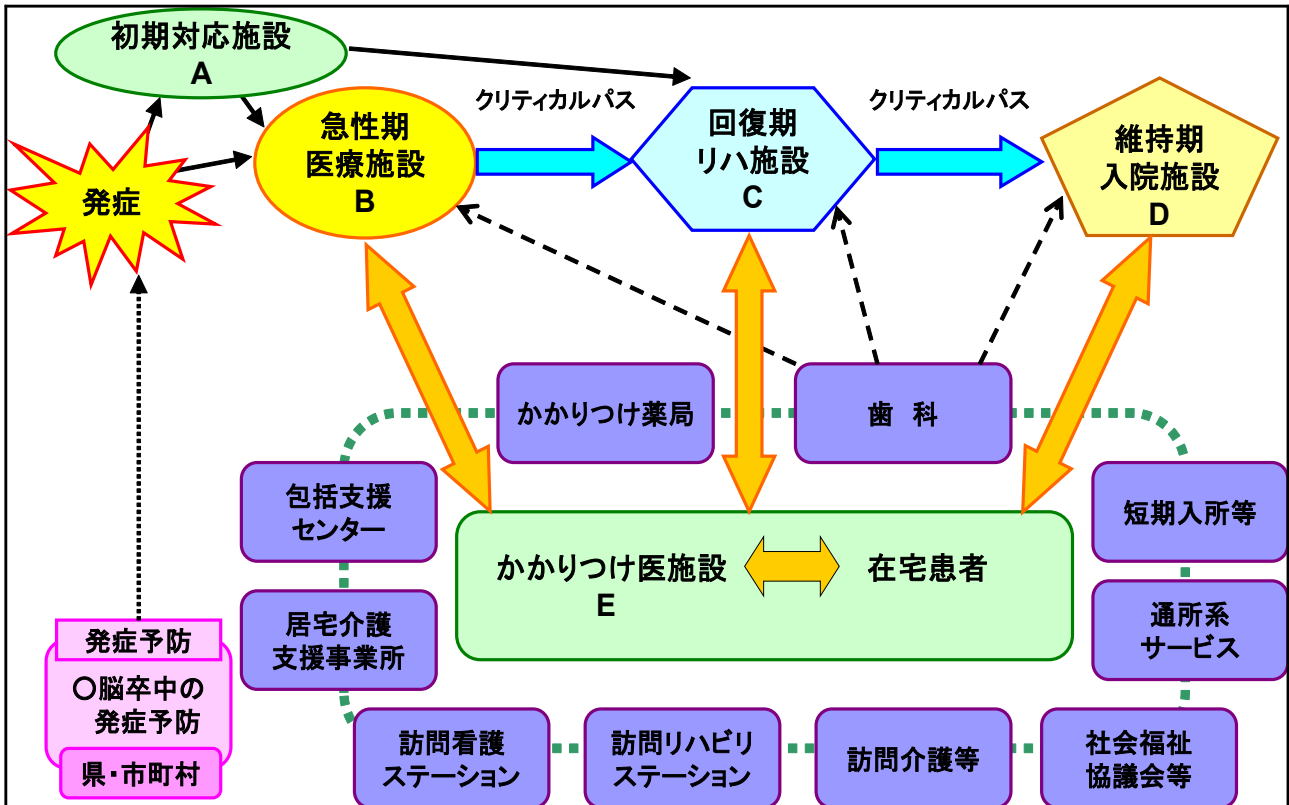 初期対応施設
A
発症
急性期
医療施設
B
クリティカルパス
回復期
リハ施設
C
クリティカルパス
維持期
入院施設
D
かかりつけ薬局
歯 科
包括支援
センター
短期入所等
かかりつけ医施設
E
在宅患者
居宅介護
支援事業所
通所系
サービス
発症予防
○脳卒中の
発症予防
県・市町村
訪問看護
ステーション
訪問リハビリ
ステーション
訪問介護等
社会福祉
協議会等